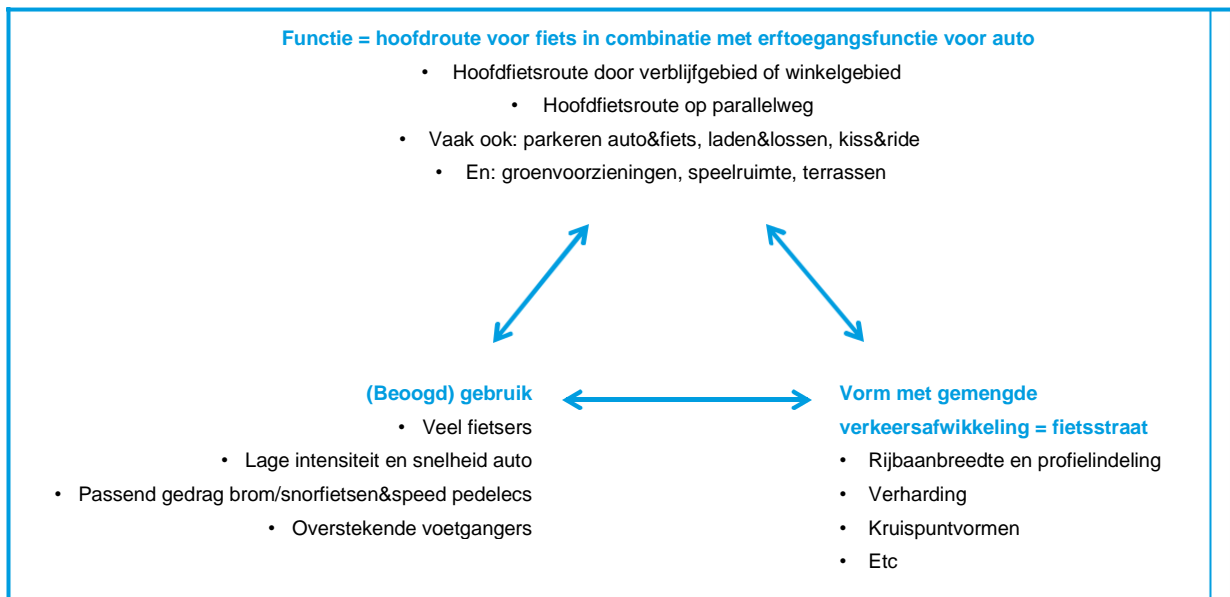 Functie = hoofdroute voor fiets in combinatie met erftoegangsfunctie voor auto
• Hoofdfietsroute door verblijfgebied of winkelgebied
• Hoofdfietsroute op parallelweg
• Vaak ook: parkeren auto&fiets, laden&lossen, kiss&ride
• En: groenvoorzieningen, speelruimte, terrassen
(Beoogd) gebruik
• Veel fietsers
• Lage intensiteit en snelheid auto
• Passend gedrag brom/snorfietsen&speed pedelecs
• Overstekende voetgangers
Vorm met gemengde
verkeersafwikkeling = fietsstraat
• Rijbaanbreedte en profielindeling
• Verharding
• Kruispuntvormen
• Etc